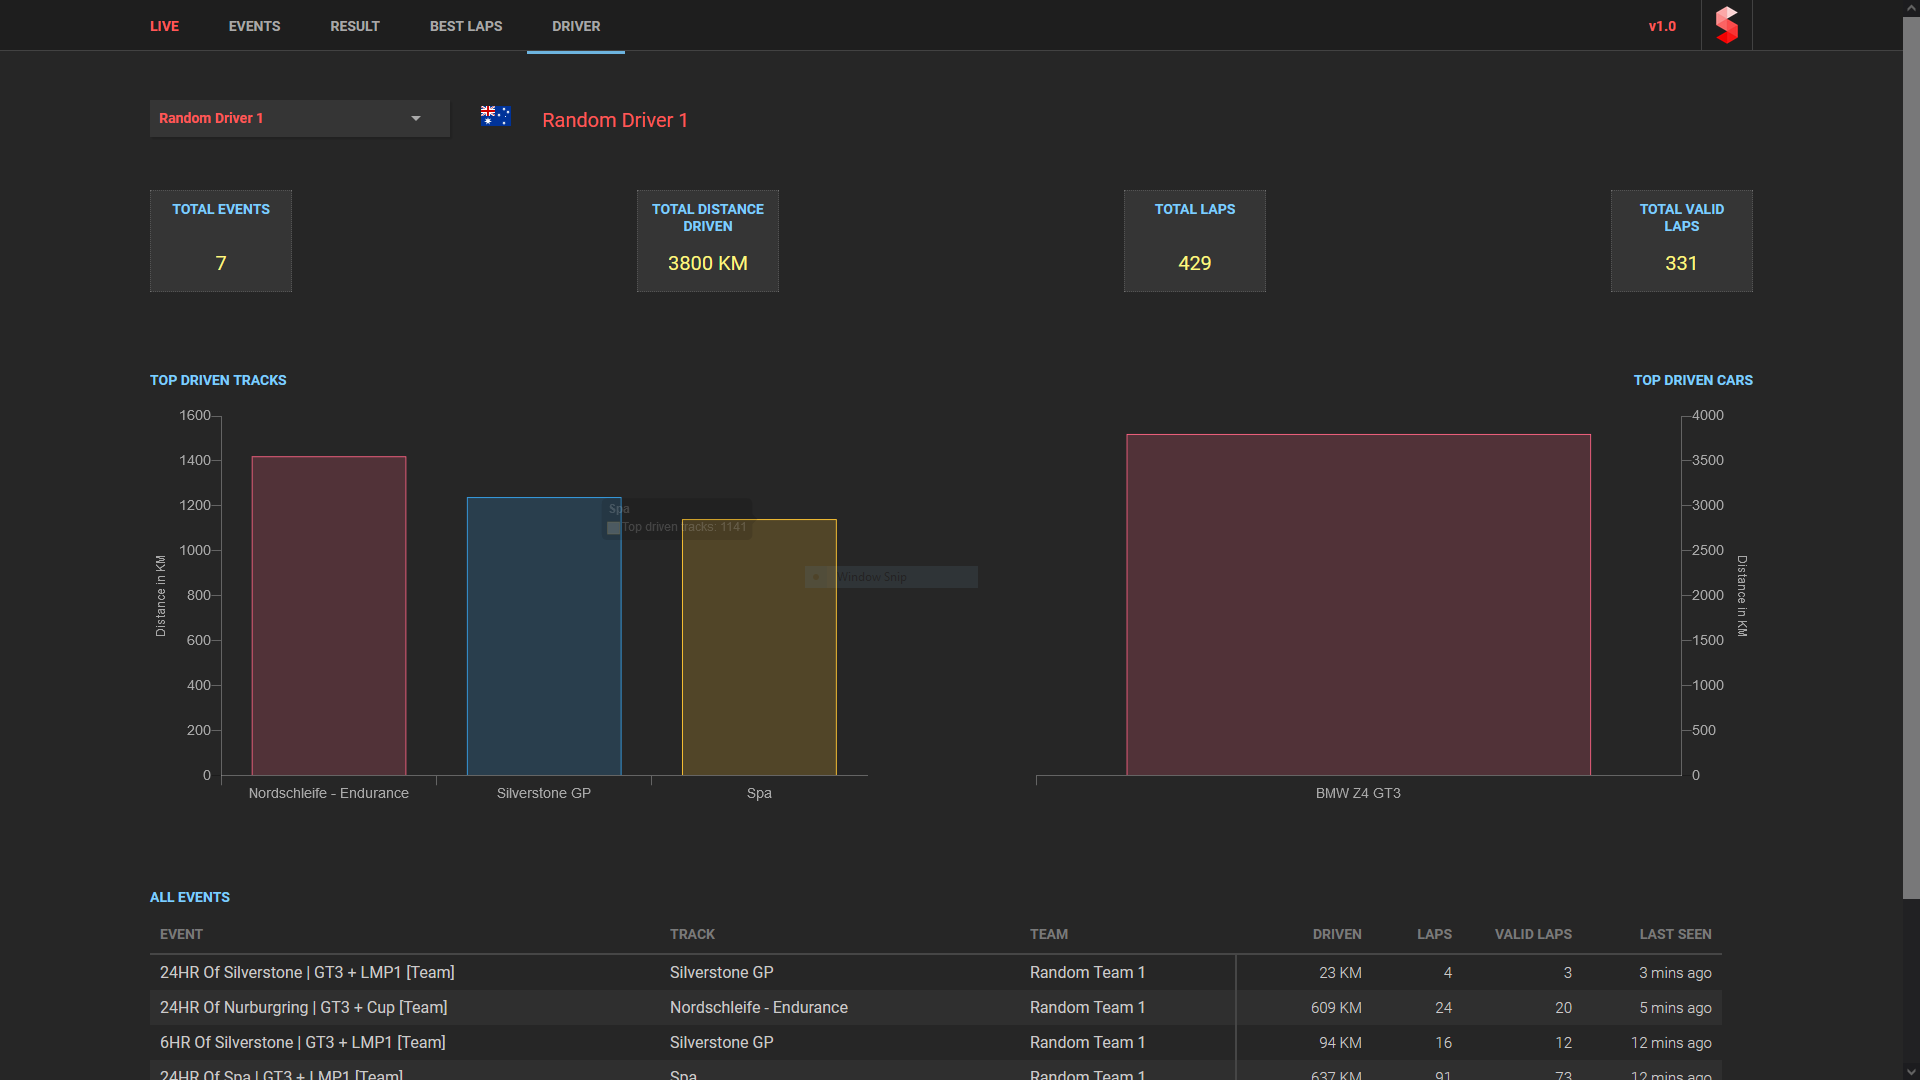 LIVE EVENTS RESULT BEST LAPS DRIVER v1.0
Random Driver 1
Random Driver 1
TOTAL EVENTS
7
TOTAL DISTANCE
DRIVEN
3800 KM
TOTAL LAPS
429
TOTAL VALID
LAPS
331
TOP DRIVEN TRACKS
1600
1400
1200
1000
800
600
400
200
0
Distance in KM
Spa
Top driven tracks: 1141
Window Snip
Nordschleife - Endurance Silverstone GP Spa
TOP DRIVEN CARS
4000
3500
3000
2500
2000
1500
1000
500
0
Distance in KM
BMW Z4 GT3
ALL EVENTS
EVENT TRACK TEAM DRIVEN LAPS VALID LAPS LAST SEEN
24HR Of Silverstone | GT3 + LMP1 [Team] Silverstone GP Random Team 1 23 KM 4 3 3 mins ago
24HR Of Nurburgring | GT3 + Cup [Team] Nordschleife - Endurance Random Team 1 609 KM 24 20 5 mins ago
6HR Of Silverstone | GT3 + LMP1 [Team] Silverstone GP Random Team 1 94 KM 16 12 12 mins ago
24HR Of Spa | GT3 + LMP1 [Team] Spa Random Team 1 637 KM 91 73 12 mins ago